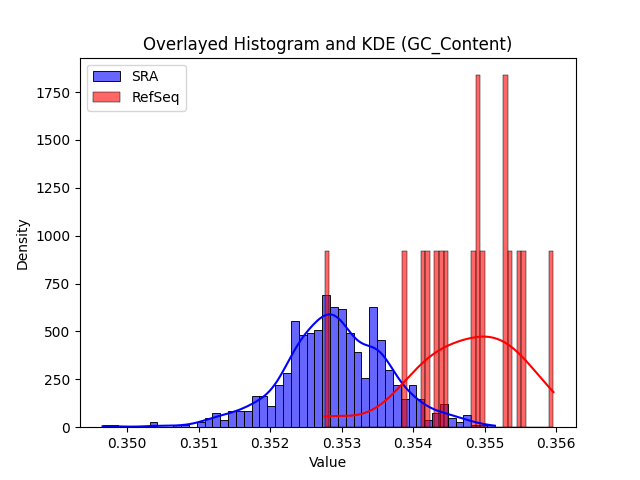 Overlayed Histogram and KDE (GC_Content)
SRA
RefSeq
1750
1500
1250
1000
750
500
250
0
Density
0.350 0.351 0.352 0.353 0.354 0.355 0.356
Value